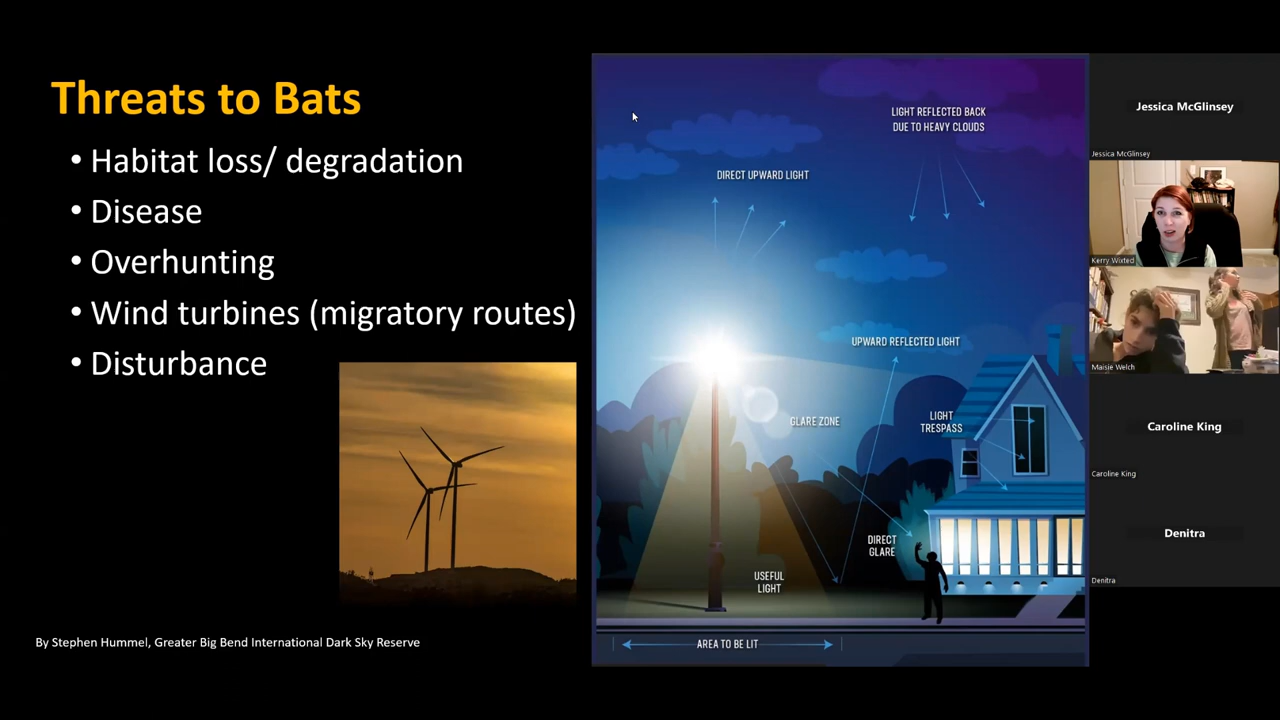 Threats to Bats
• Habitat loss/ degradation
• Disease
• Overhunting
• Wind turbines (migratory routes)
• Disturbance
By Stephen Hummel, Greater Big Bend International Dark Sky Reserve
LIGHT REFLECTED BACK
DUE TO HEAVY CLOUDS
DIRECT UPWARD LIGHT
UPWARD REFLECTED LIGHT
GLARE ZONE
LIGHT
TRESPASS
DIRECT
GLARE
USEFUL
LIGHT
AREA TO BE LIT
Jessica McGlinsey
Jessica McGlinsey
Kerry Wixted
Maisie Welch
Caroline King
Caroline King
Denitra
Denitra